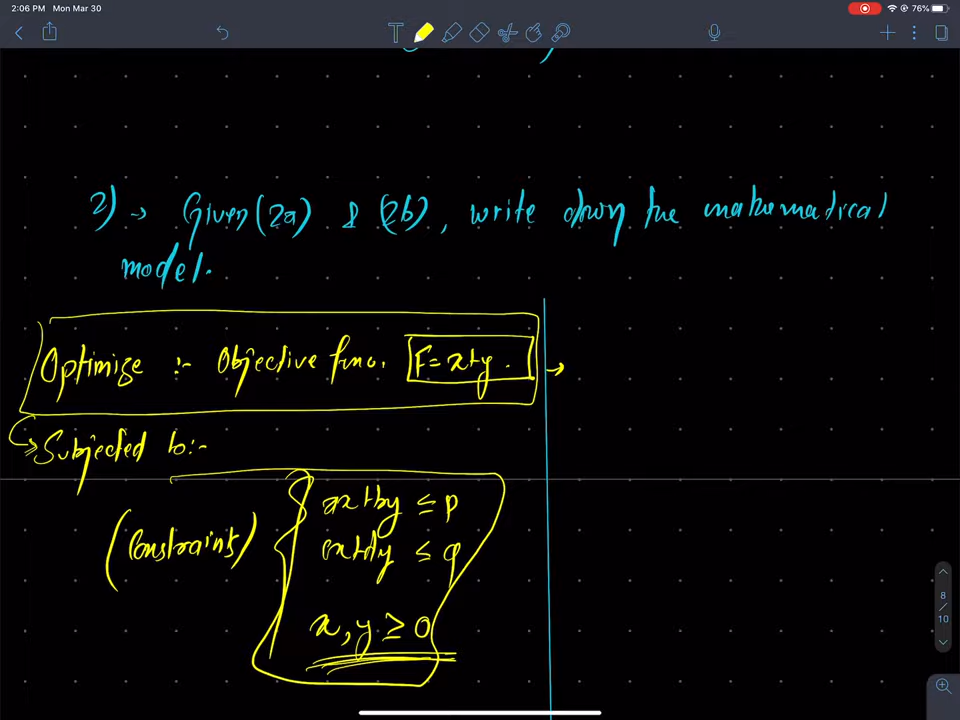 2:06 PM Mon Mar 30
76%
T
2) → Given (2a) & (2b), write down the mathematical
model.
Optimize :- Objective func. F = x+y.
→ Subjected to:-
(Constraints)
ax+by ≤ p
cx+dy ≤ q
x, y ≥ 0
8
/
10